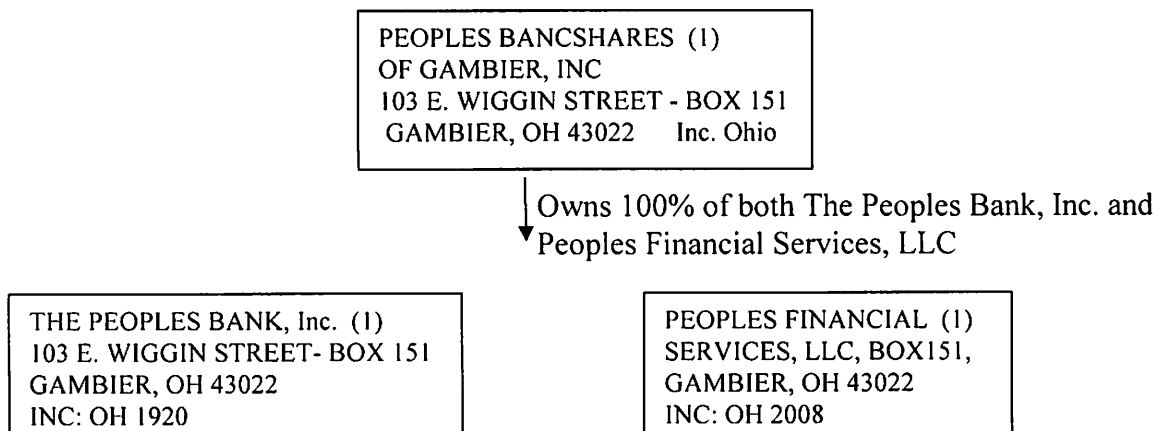 PEOPLES BANCSHARES (1)
OF GAMBIER, INC
103 E. WIGGIN STREET - BOX 151
GAMBIER, OH 43022 Inc. Ohio
Owns 100% of both The Peoples Bank, Inc. and
Peoples Financial Services, LLC
THE PEOPLES BANK, Inc. (1)
103 E. WIGGIN STREET- BOX 151
GAMBIER, OH 43022
INC: OH 1920
PEOPLES FINANCIAL (1)
SERVICES, LLC, BOX151,
GAMBIER, OH 43022
INC: OH 2008